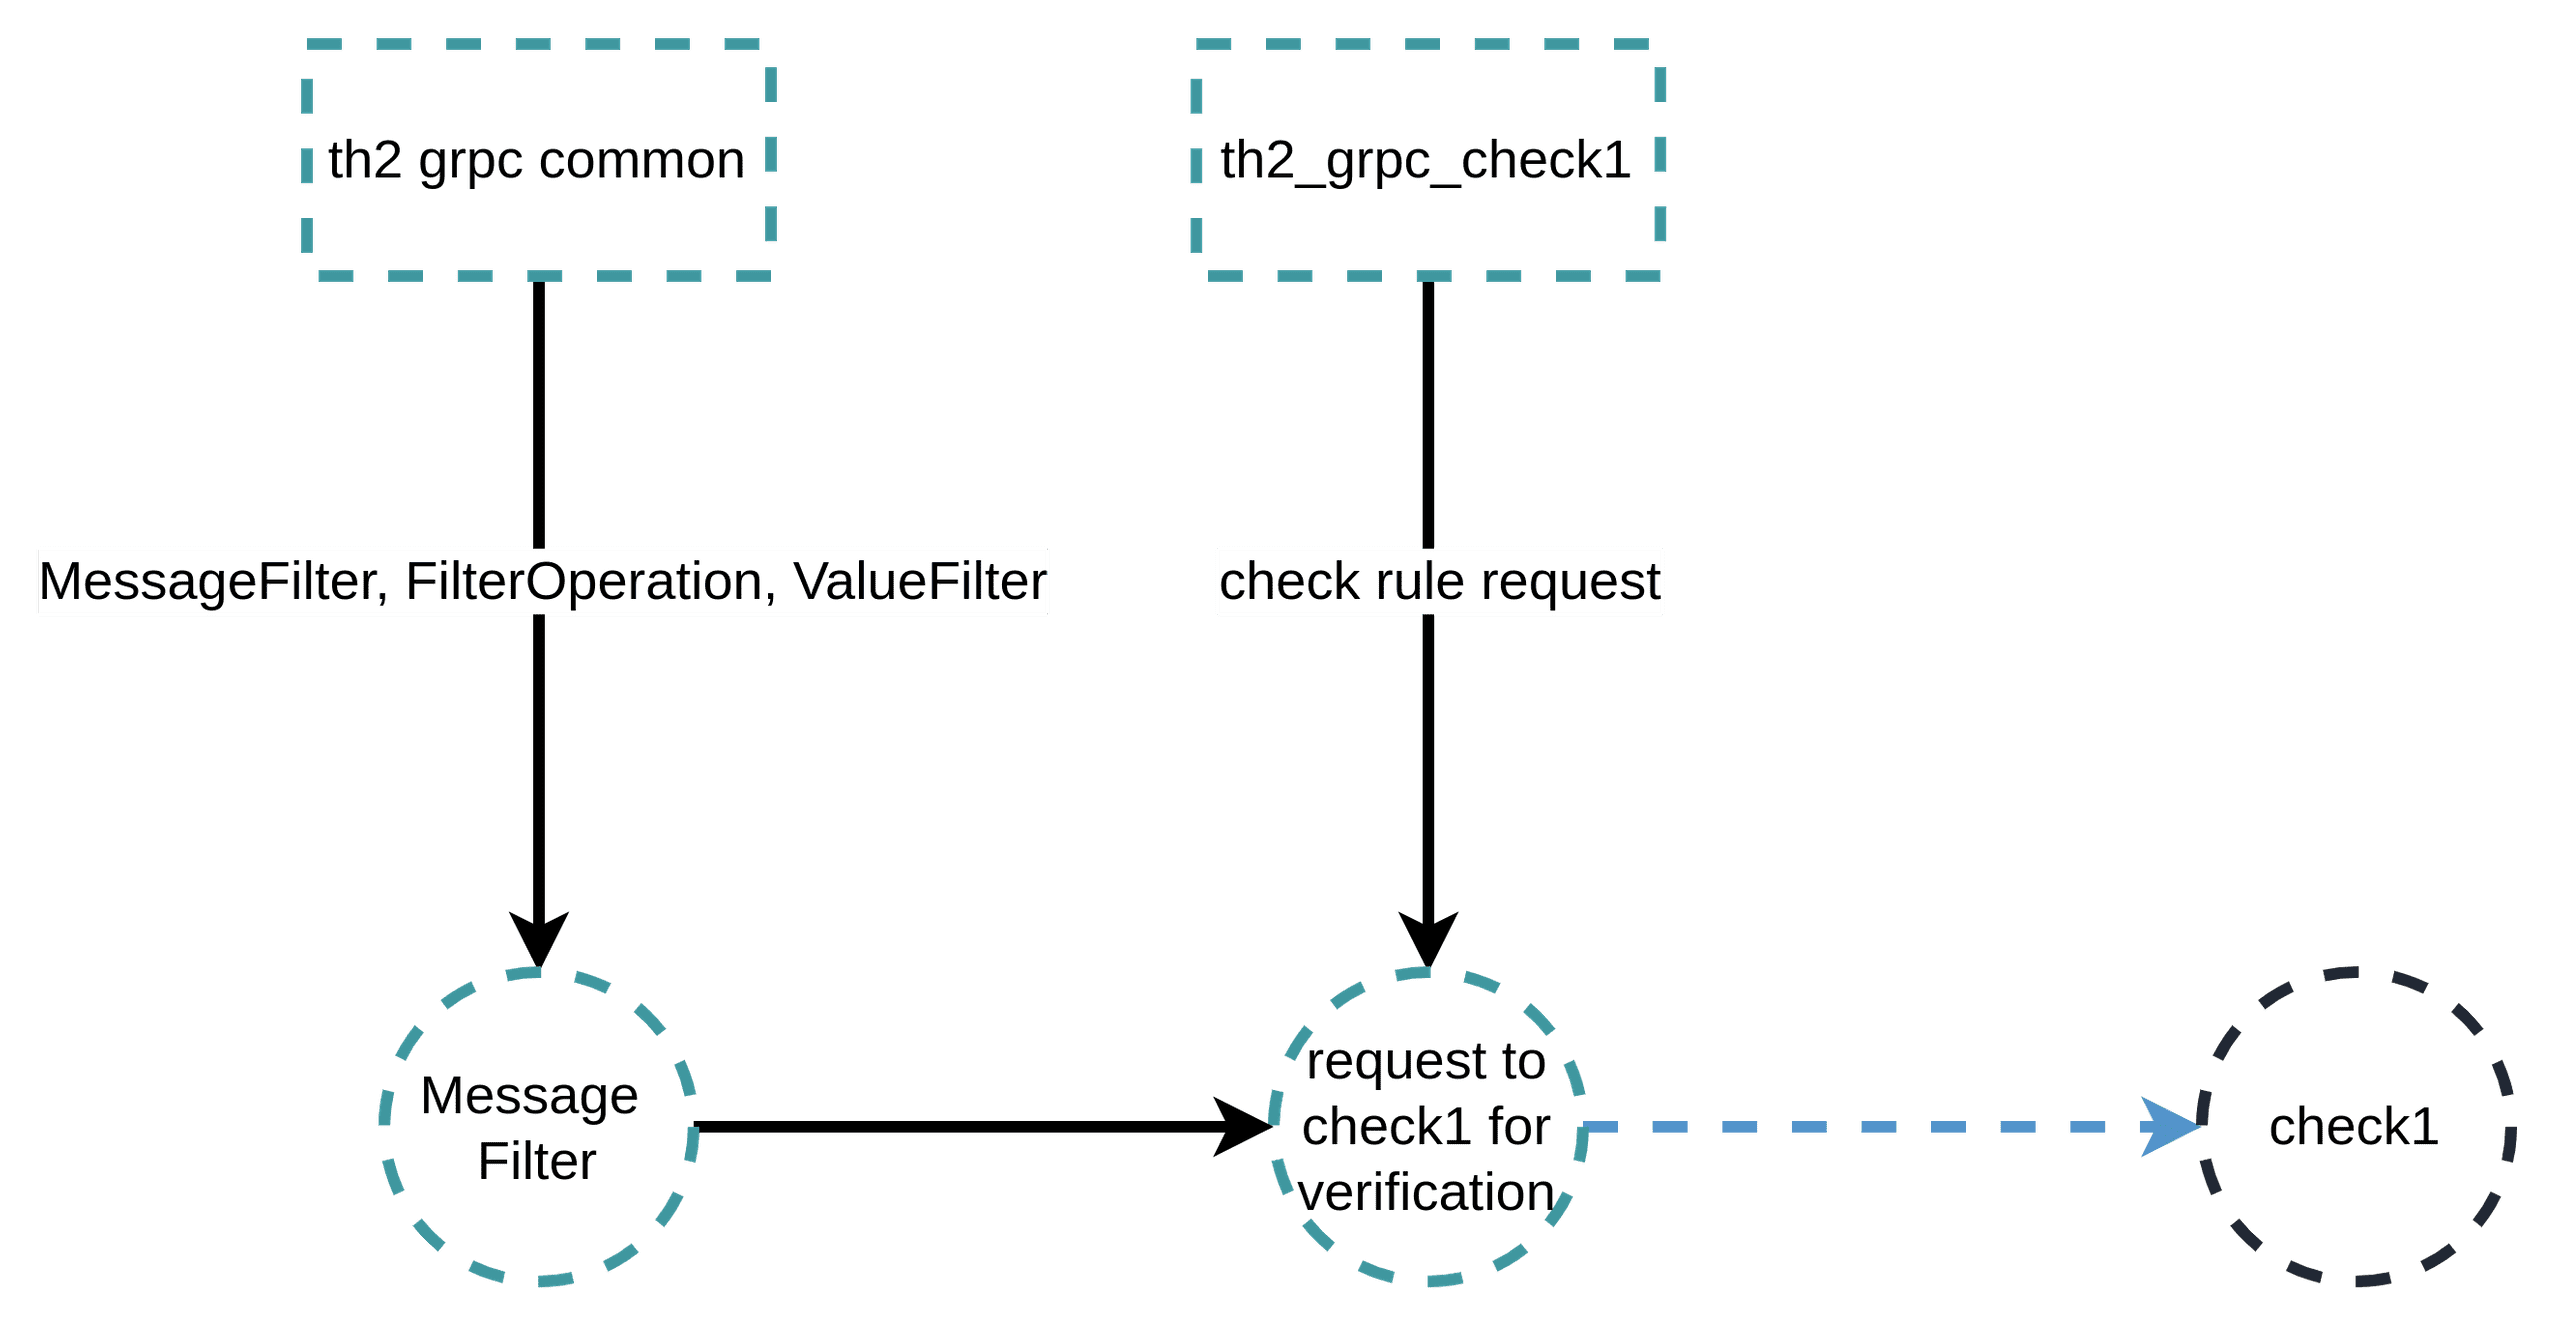 th2 grpc common
th2_grpc_check1
MessageFilter, FilterOperation, ValueFilter
check rule request
Message
Filter
request to
check1 for
verification
check1